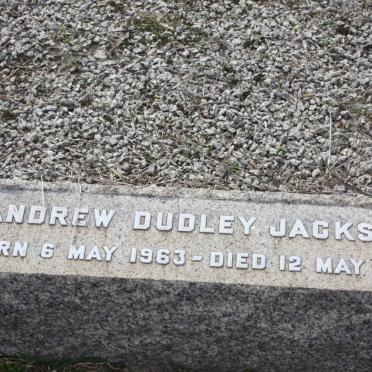 ANDREW DUDLEY JACKS
RN 6 MAY 1963 - DIED 12 MAY